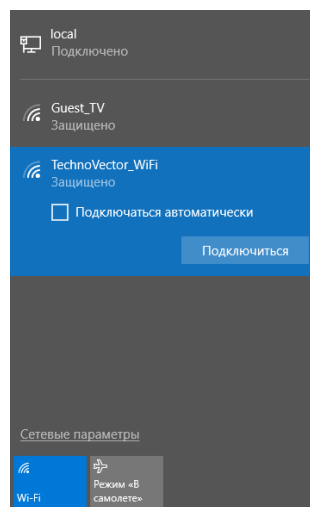 local
Подключено
Guest_TV
Защищено
TechnoVector_WiFi
Защищено
Подключаться автоматически
Подключиться
Сетевые параметры
Wi-Fi
Режим «В
самолете»